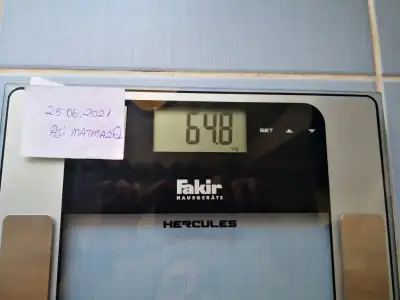 25.06.2021
Asi MATMAZEL
64.8
kg
SET
Fakir
HAUSGERÄTE
HERCULES